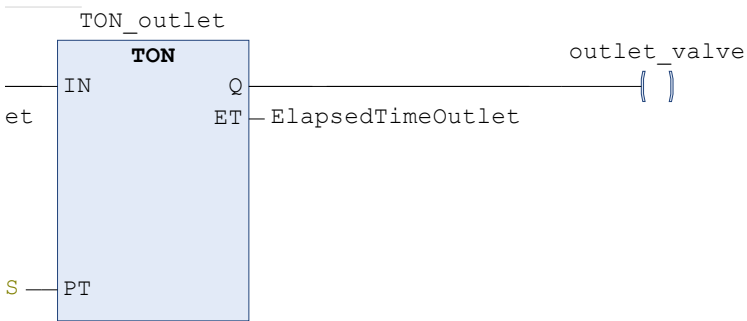 TON_outlet
TON
outlet_valve
IN Q
et ET ElapsedTimeOutlet
S PT